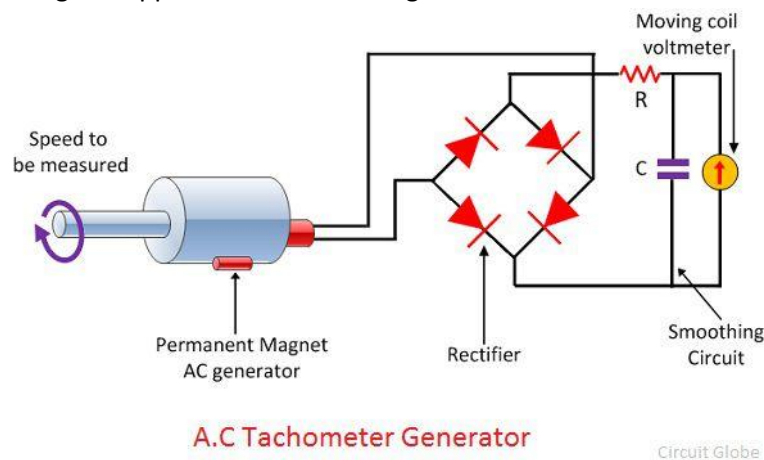 Moving coil
voltmeter
R
Speed to
be measured
C
Permanent Magnet
AC generator
Rectifier
Smoothing
Circuit
A.C Tachometer Generator
Circuit Globe